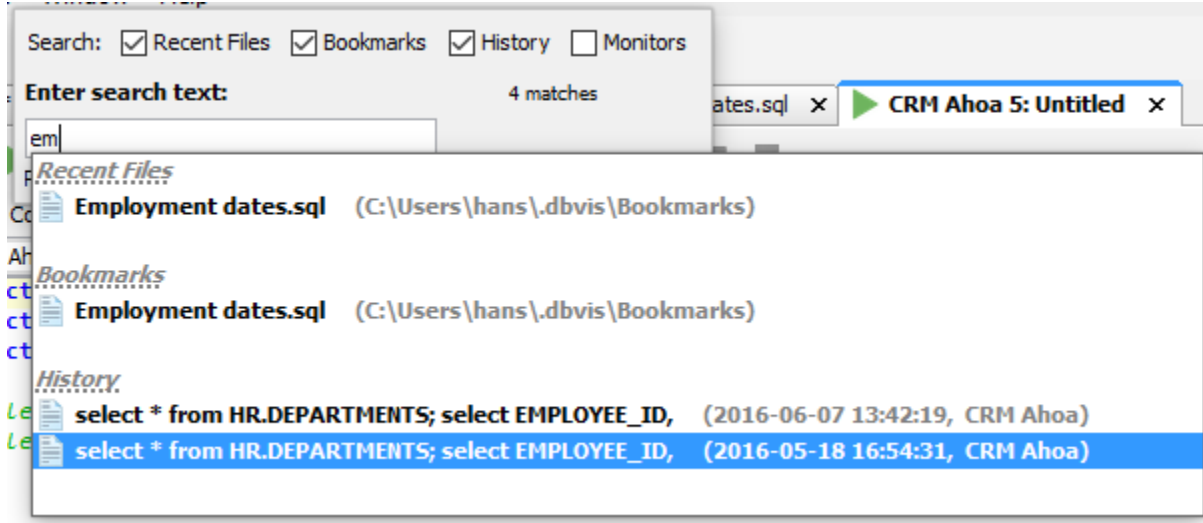 Search: Recent Files Bookmarks History Monitors
Enter search text: 4 matches
ates.sql CRM Ahoa 5: Untitled
em
Recent Files
Employment dates.sql (C:\Users\hans\.dbvis\Bookmarks)
Bookmarks
Employment dates.sql (C:\Users\hans\.dbvis\Bookmarks)
History
select * from HR.DEPARTMENTS; select EMPLOYEE_ID, (2016-06-07 13:42:19, CRM Ahoa)
select * from HR.DEPARTMENTS; select EMPLOYEE_ID, (2016-05-18 16:54:31, CRM Ahoa)